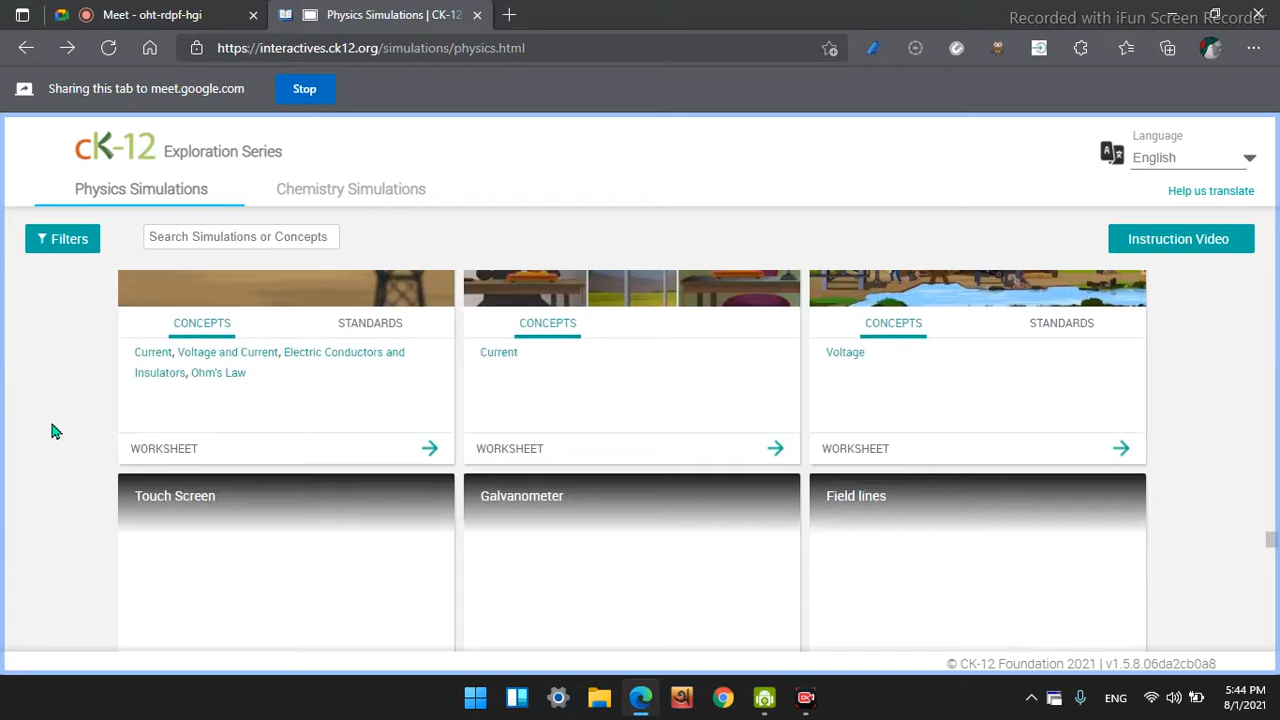 Meet - oht-rdpf-hgi
Physics Simulations | CK-12
Recorded with iFun Screen Recorder
https://interactives.ck12.org/simulations/physics.html
Sharing this tab to meet.google.com
Stop
cK-12 Exploration Series
Language
English
Physics Simulations
Chemistry Simulations
Help us translate
Filters
Search Simulations or Concepts
Instruction Video
CONCEPTS
STANDARDS
CONCEPTS
CONCEPTS
STANDARDS
Current, Voltage and Current, Electric Conductors and
Insulators, Ohm's Law
Current
Voltage
WORKSHEET
WORKSHEET
WORKSHEET
Touch Screen
Galvanometer
Field lines
© CK-12 Foundation 2021 | v1.5.8.06da2cb0a8
ENG
5:44 PM
8/1/2021